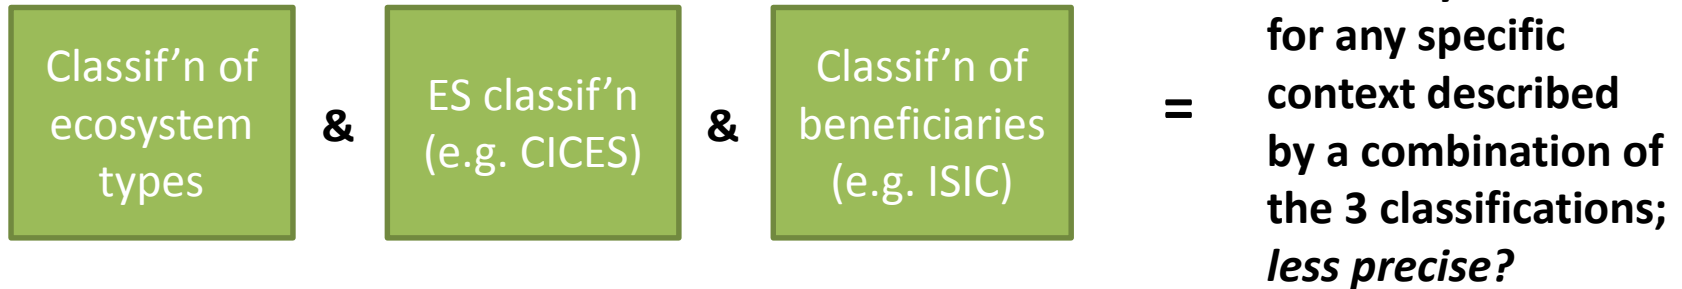 Classif’n of
ecosystem
types
&
ES classif’n
(e.g. CICES)
&
Classif’n of
beneficiaries
(e.g. ISIC)
=
for any specific
context described
by a combination of
the 3 classifications;
less precise?